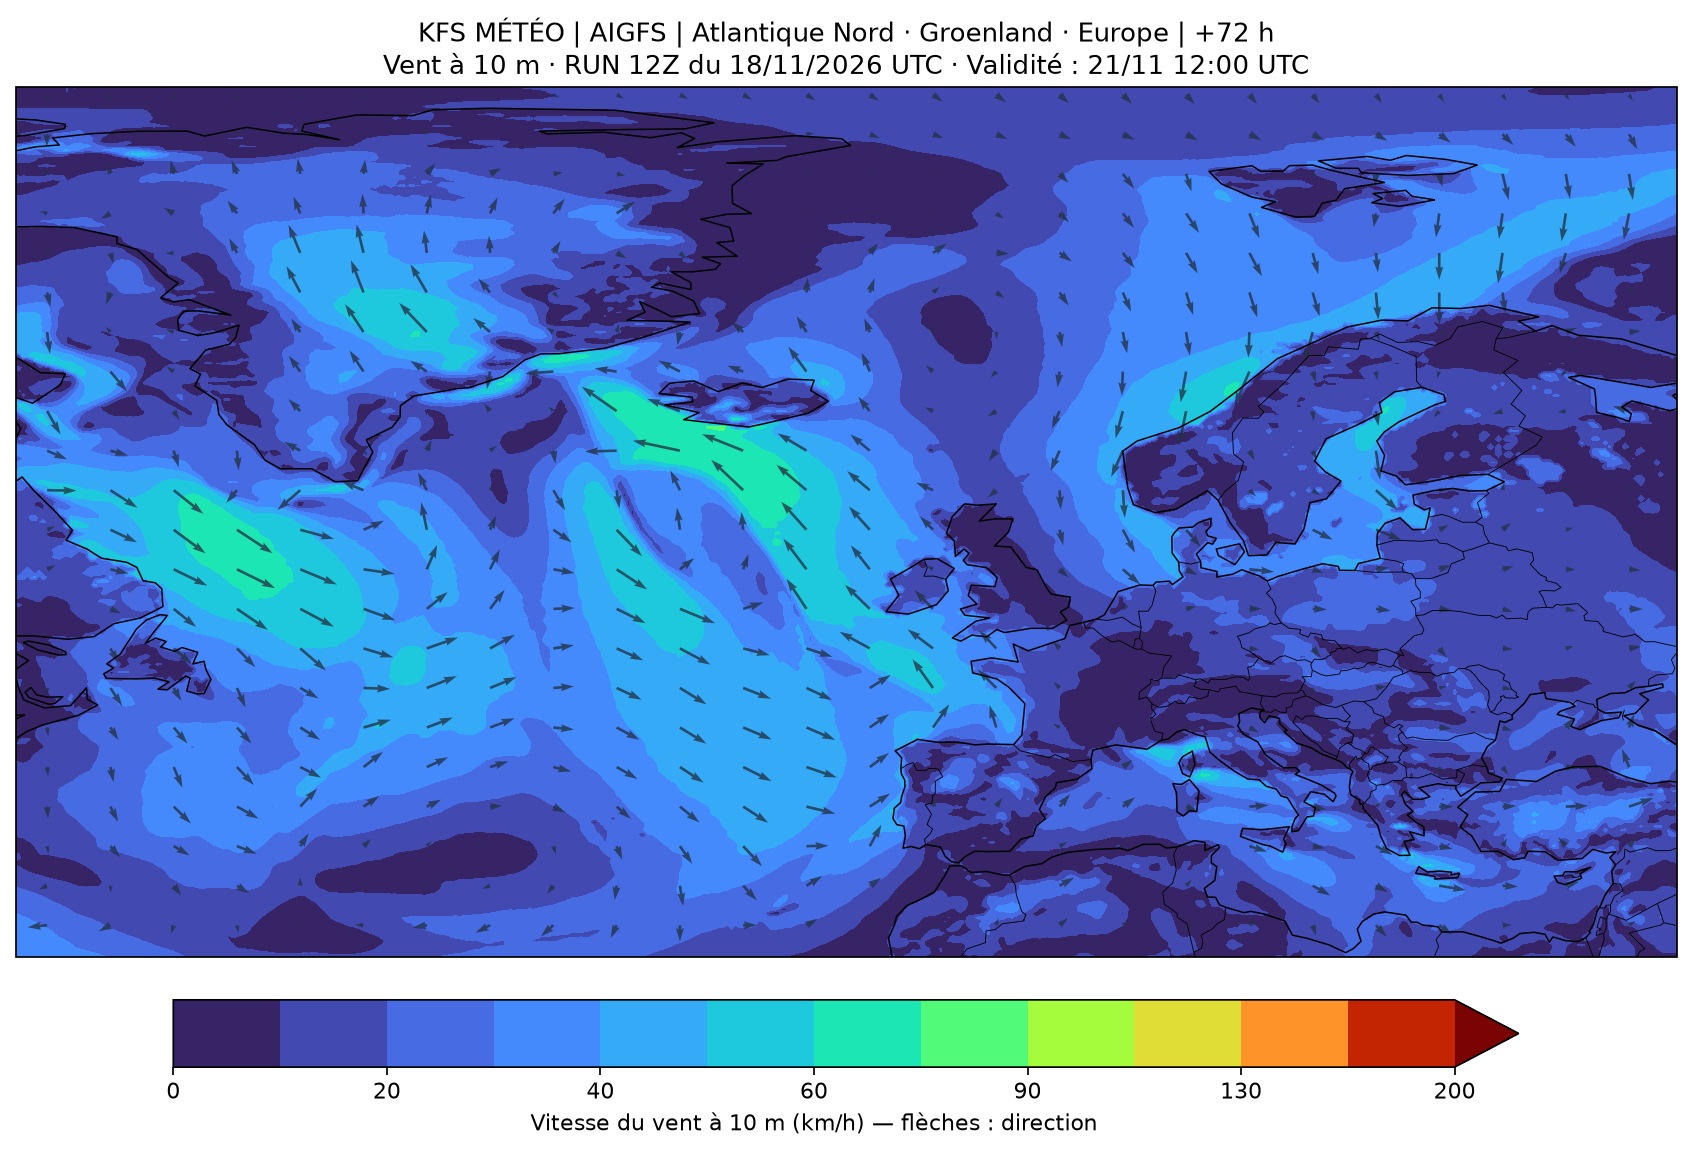 KFS MÉTÉO | AIGFS | Atlantique Nord · Groenland · Europe | +72 h
Vent à 10 m · RUN 12Z du 18/11/2026 UTC · Validité : 21/11 12:00 UTC
0 20 40 60 90 130 200
Vitesse du vent à 10 m (km/h) — flèches : direction